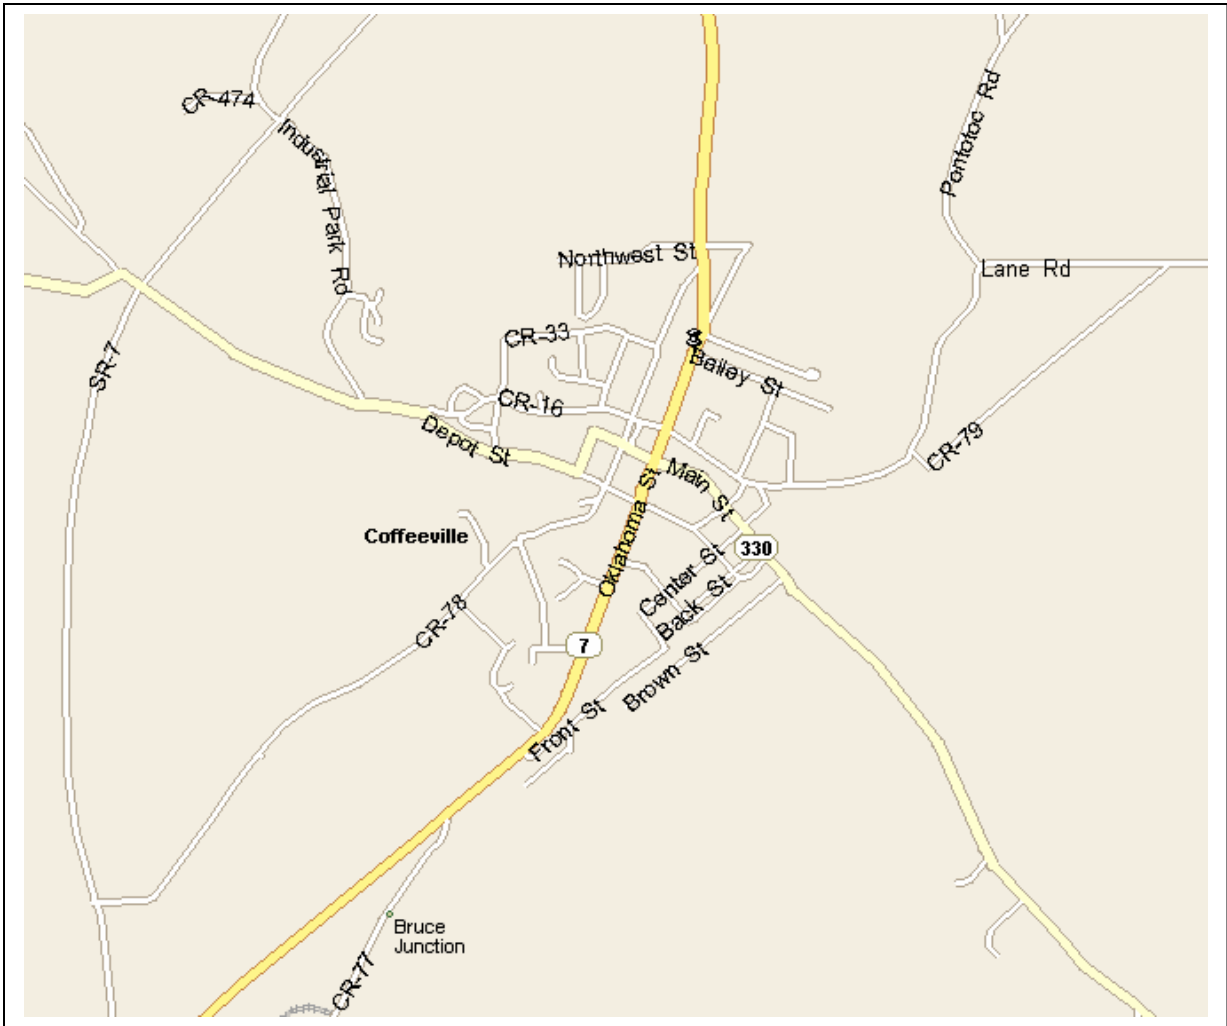 CR-474
Industrial Park Rd
Pontotoc Rd
Northwest St
Lane Rd
SR-7
CR-33
Bailey St
CR-16
Depot St
CR-79
Main St
Coffeeville
Oklahoma St
330
Center St
Back St
CR-78
7
Brown St
Front St
Bruce
Junction
CR-77